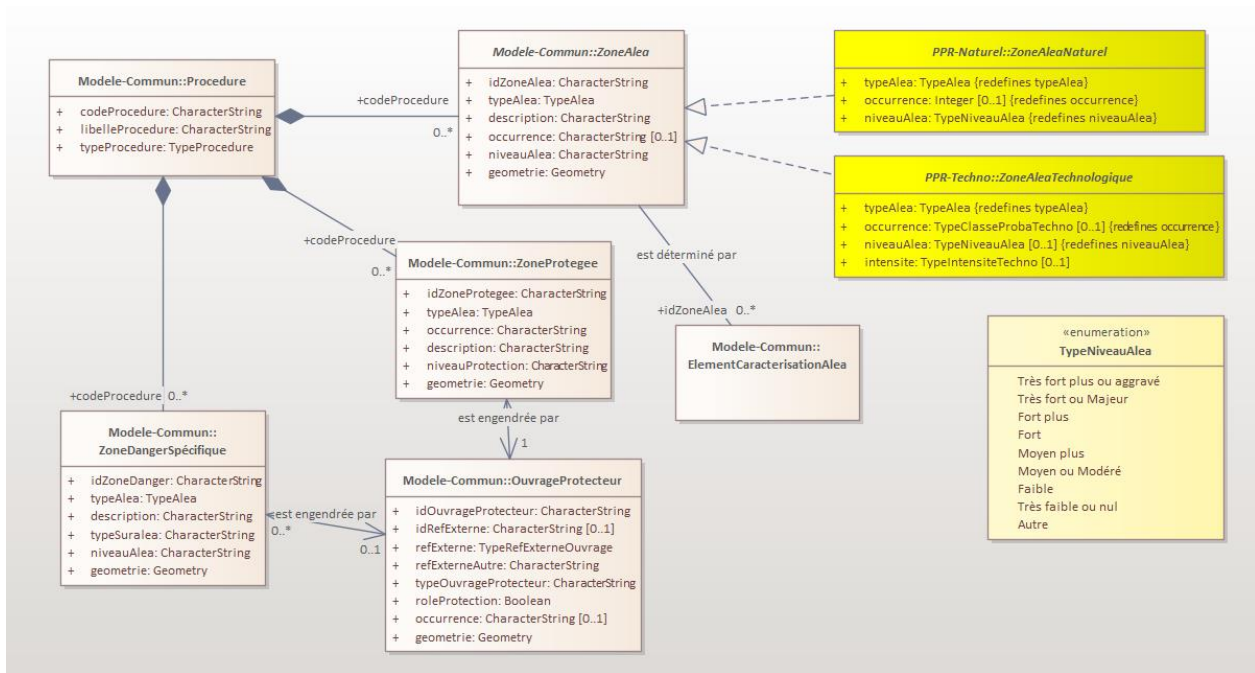 Modele-Commun::Procedure
+ codeProcedure: CharacterString
+ libelleProcedure: CharacterString
+ typeProcedure: TypeProcedure
+codeProcedure
0..*
Modele-Commun::ZoneAlea
+ idZoneAlea: CharacterString
+ typeAlea: TypeAlea
+ description: CharacterString
+ occurrence: CharacterString [0..1]
+ niveauAlea: CharacterString
+ geometrie: Geometry
PPR-Naturel::ZoneAleaNaturel
+ typeAlea: TypeAlea {redefines typeAlea}
+ occurrence: Integer [0..1] {redefines occurrence}
+ niveauAlea: TypeNiveauAlea {redefines niveauAlea}
PPR-Techno::ZoneAleaTechnologique
+ typeAlea: TypeAlea {redefines typeAlea}
+ occurrence: TypeClasseProbaTechno [0..1] {redefines occurrence}
+ niveauAlea: TypeNiveauAlea [0..1] {redefines niveauAlea}
+ intensite: TypeIntensiteTechno [0..1]
+codeProcedure
0..*
Modele-Commun::ZoneProtegee
+ idZoneProtegee: CharacterString
+ typeAlea: TypeAlea
+ occurrence: CharacterString
+ description: CharacterString
+ niveauProtection: CharacterString
+ geometrie: Geometry
est déterminé par
+idZoneAlea 0..*
Modele-Commun::
ElementCaracterisationAlea
«enumeration»
TypeNiveauAlea
Très fort plus ou aggravé
Très fort ou Majeur
Fort plus
Fort
Moyen plus
Moyen ou Modéré
Faible
Très faible ou nul
Autre
+codeProcedure 0..*
Modele-Commun::
ZoneDangerSpécifique
+ idZoneDanger: CharacterString
+ typeAlea: TypeAlea
+ description: CharacterString
+ typeSuralea: CharacterString
+ niveauAlea: CharacterString
+ geometrie: Geometry
est engendrée par
1
est engendrée par
0..*
0..1
Modele-Commun::OuvrageProtecteur
+ idOuvrageProtecteur: CharacterString
+ idRefExterne: CharacterString [0..1]
+ refExterne: TypeRefExterneOuvrage
+ refExterneAutre: CharacterString
+ typeOuvrageProtecteur: CharacterString
+ roleProtection: Boolean
+ occurrence: CharacterString [0..1]
+ geometrie: Geometry